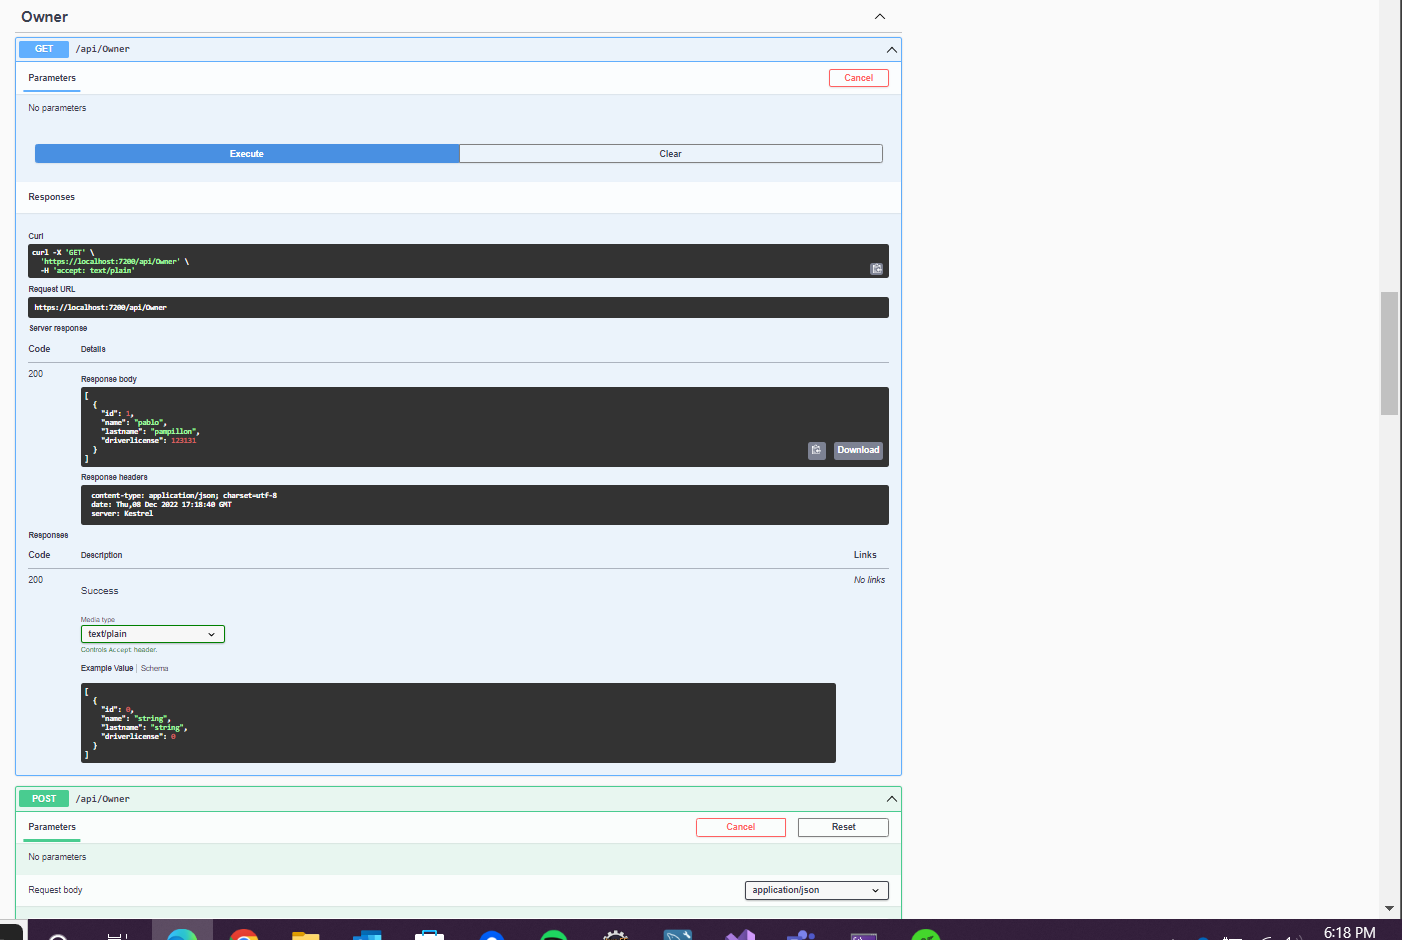 Owner
GET /api/Owner
Parameters Cancel
No parameters
Execute Clear
Responses
Curl
curl -X 'GET' \
'https://localhost:7200/api/Owner' \
-H 'accept: text/plain'
Request URL
https://localhost:7200/api/Owner
Server response
Code Details
200
Response body
[
{
"id": 1,
"name": "pablo",
"lastname": "pampillon",
"driverlicense": 123131
}
]
Download
Response headers
content-type: application/json; charset=utf-8
date: Thu,08 Dec 2022 17:18:40 GMT
server: Kestrel
Responses
Code Description Links
200 No links
Success
Media type
text/plain
Controls Accept header.
Example Value Schema
[
{
"id": 0,
"name": "string",
"lastname": "string",
"driverlicense": 0
}
]
POST /api/Owner
Parameters Cancel Reset
No parameters
Request body application/json
6:18 PM